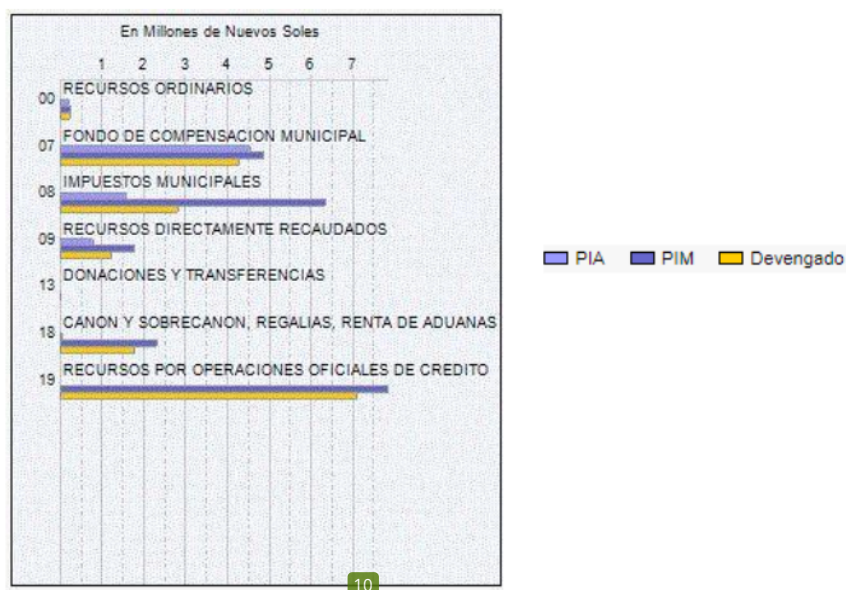 En Millones de Nuevos Soles
1 2 3 4 5 6 7
00 RECURSOS ORDINARIOS
07 FONDO DE COMPENSACION MUNICIPAL
08 IMPUESTOS MUNICIPALES
09 RECURSOS DIRECTAMENTE RECAUDADOS
13 DONACIONES Y TRANSFERENCIAS
18 CANON Y SOBRECANON, REGALIAS, RENTA DE ADUANAS
19 RECURSOS POR OPERACIONES OFICIALES DE CREDITO
PIA PIM Devengado
10